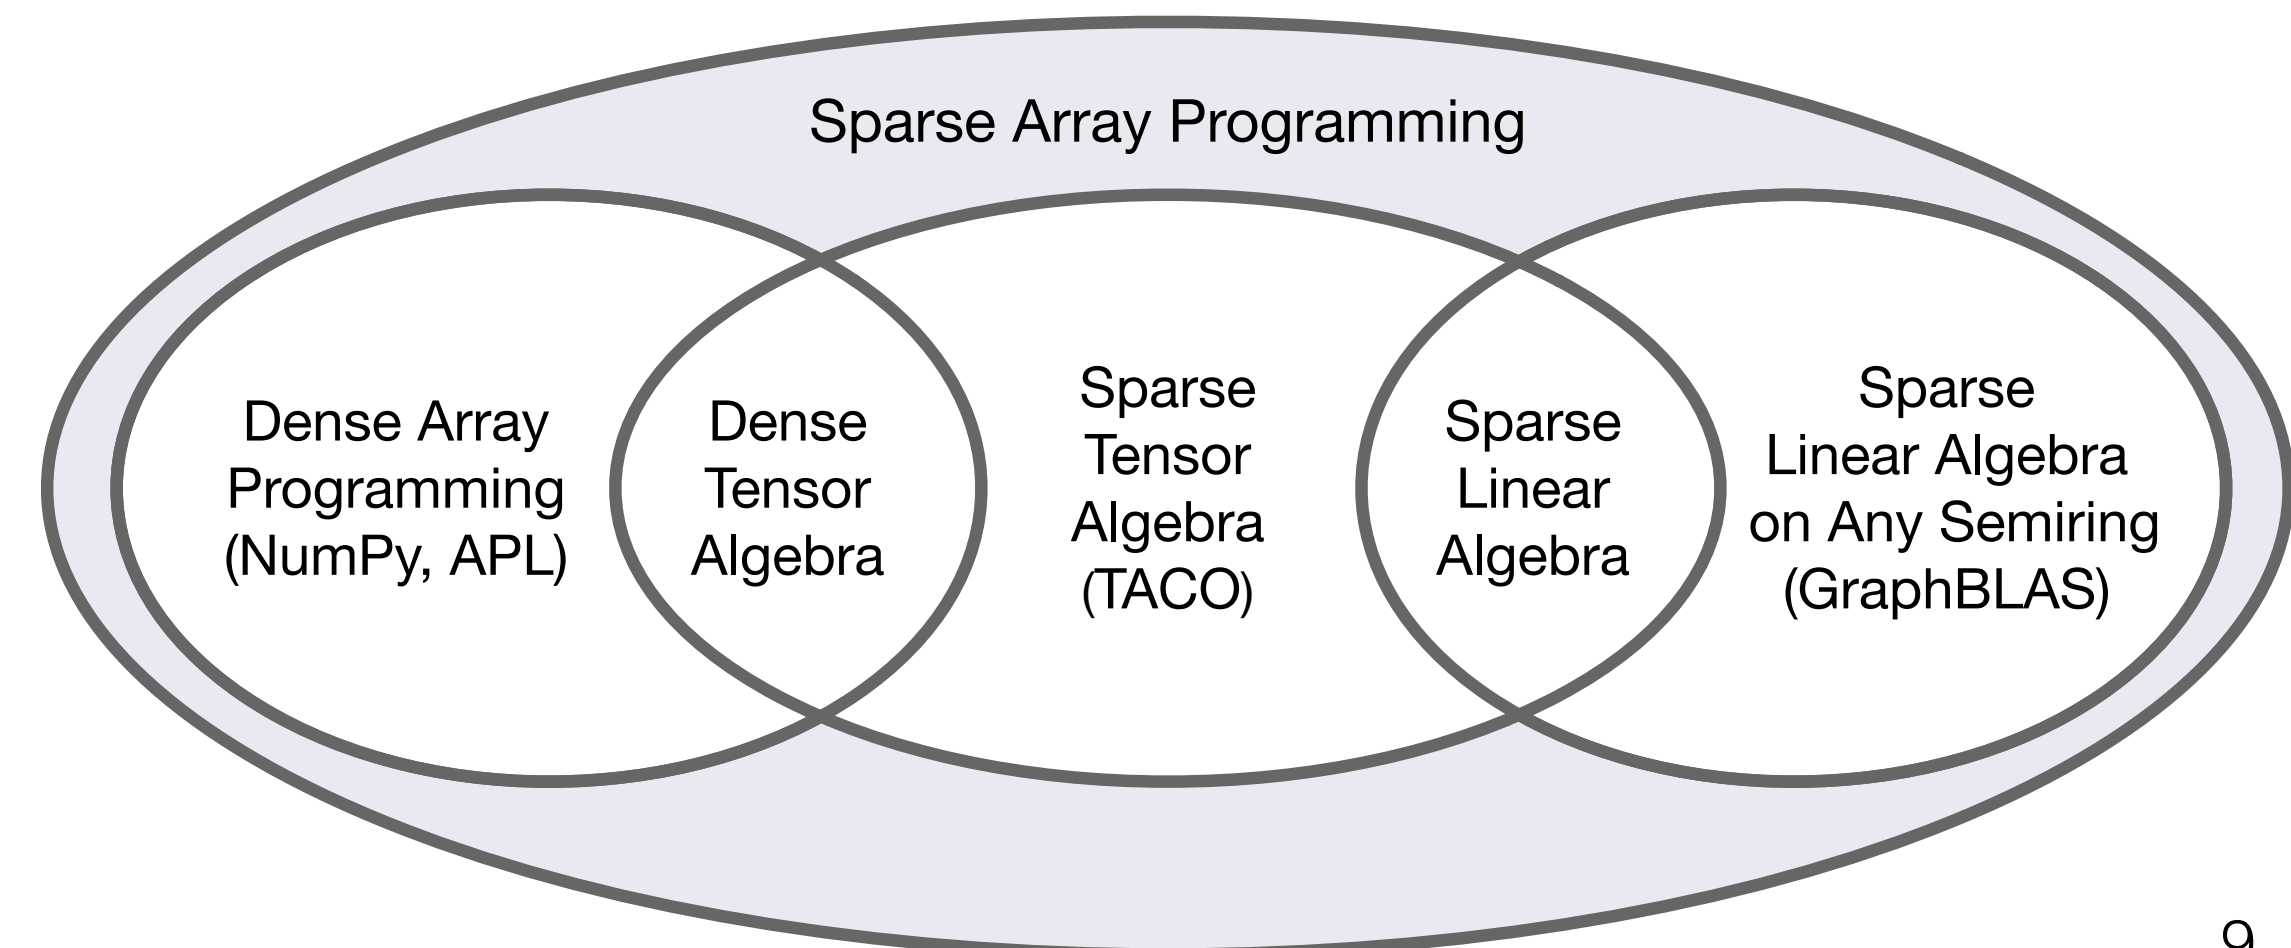 Sparse Array Programming
Dense Array
Programming
(NumPy, APL)
Dense
Tensor
Algebra
Sparse
Tensor
Algebra
(TACO)
Sparse
Linear
Algebra
Sparse
Linear Algebra
on Any Semiring
(GraphBLAS)
9